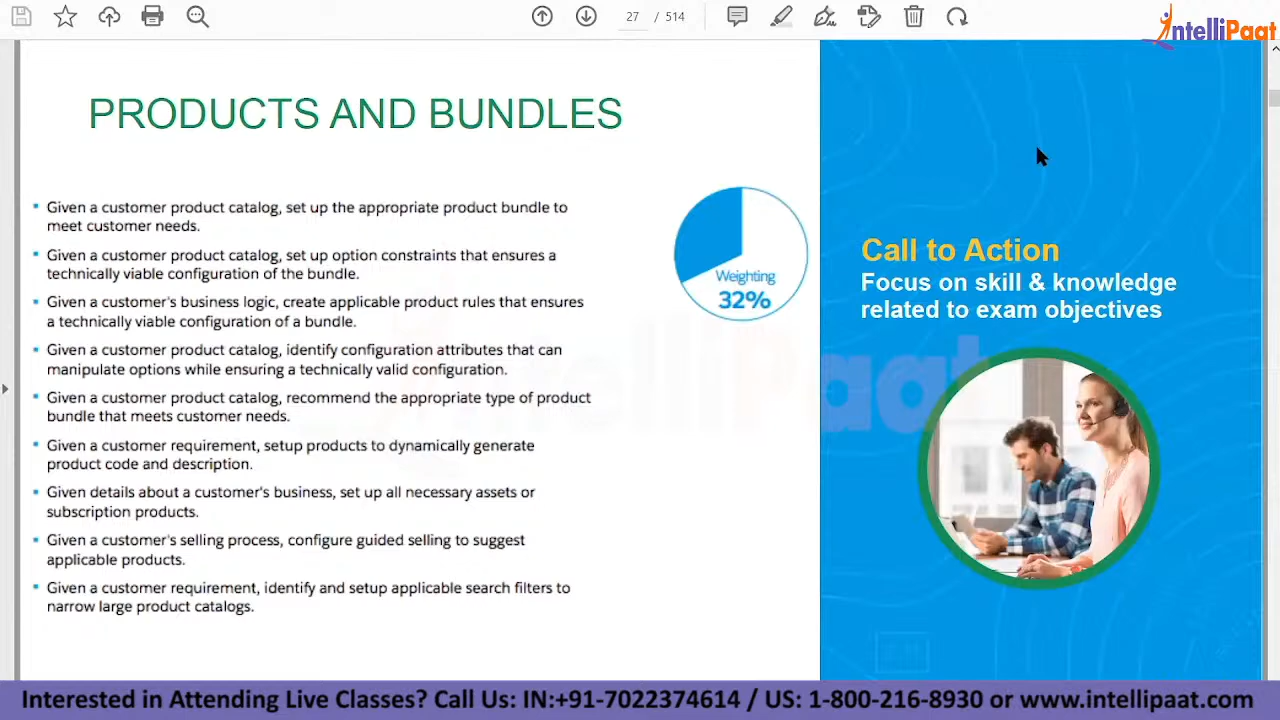 27 / 514
IntelliPaat
PRODUCTS AND BUNDLES
Given a customer product catalog, set up the appropriate product bundle to
meet customer needs.
Given a customer product catalog, set up option constraints that ensures a
technically viable configuration of the bundle.
Given a customer's business logic, create applicable product rules that ensures
a technically viable configuration of a bundle.
Given a customer product catalog, identify configuration attributes that can
manipulate options while ensuring a technically valid configuration.
Given a customer product catalog, recommend the appropriate type of product
bundle that meets customer needs.
Given a customer requirement, setup products to dynamically generate
product code and description.
Given details about a customer's business, set up all necessary assets or
subscription products.
Given a customer's selling process, configure guided selling to suggest
applicable products.
Given a customer requirement, identify and setup applicable search filters to
narrow large product catalogs.
Weighting
32%
Call to Action
Focus on skill & knowledge
related to exam objectives
IntelliPaat
Interested in Attending Live Classes? Call Us: IN:+91-7022374614 / US: 1-800-216-8930 or www.intellipaat.com